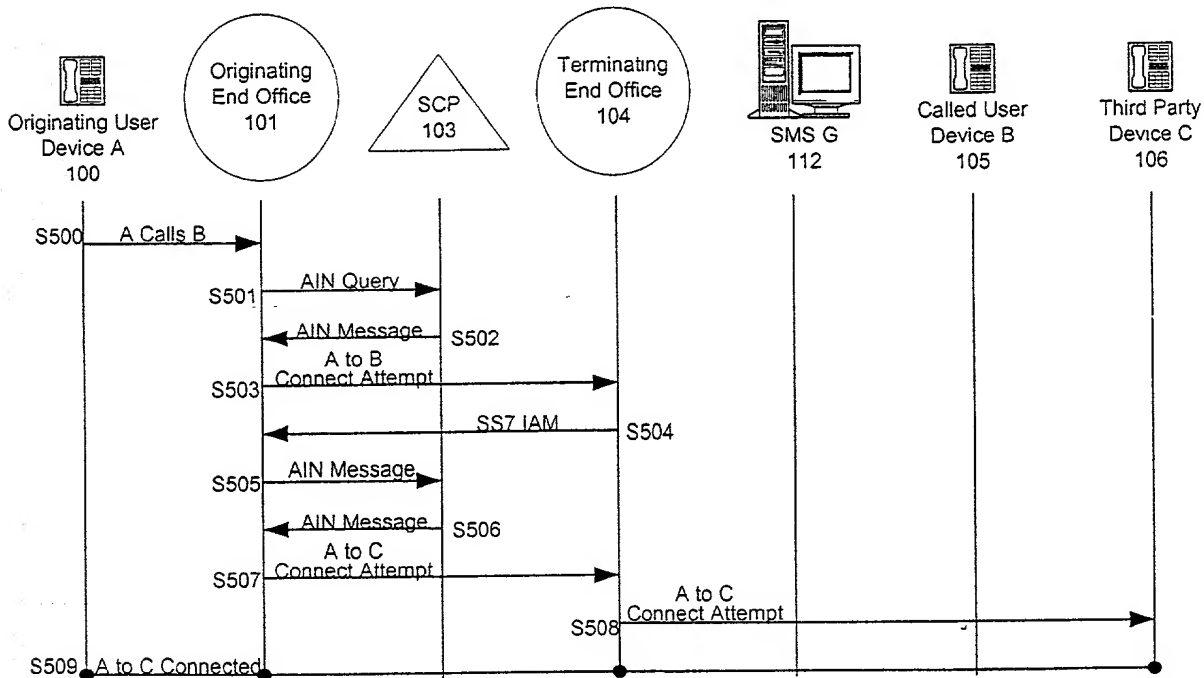 Originating User
Device A
100
Originating
End Office
101
SCP
103
Terminating
End Office
104
SMS G
112
Called User
Device B
105
Third Party
Device C
106
S500 A Calls B
S501 AIN Query
AIN Message S502
A to B
S503 Connect Attempt
SS7 IAM S504
S505 AIN Message
AIN Message S506
A to C
S507 Connect Attempt
A to C
S508 Connect Attempt
S509 A to C Connected